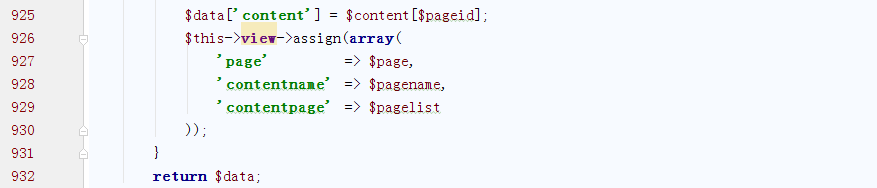 925 $data['content'] = $content[$pageid];
926 $this->view->assign(array(
927 'page' => $page,
928 'contentname' => $pagename,
929 'contentpage' => $pagelist
930 ));
931 }
932 return $data;